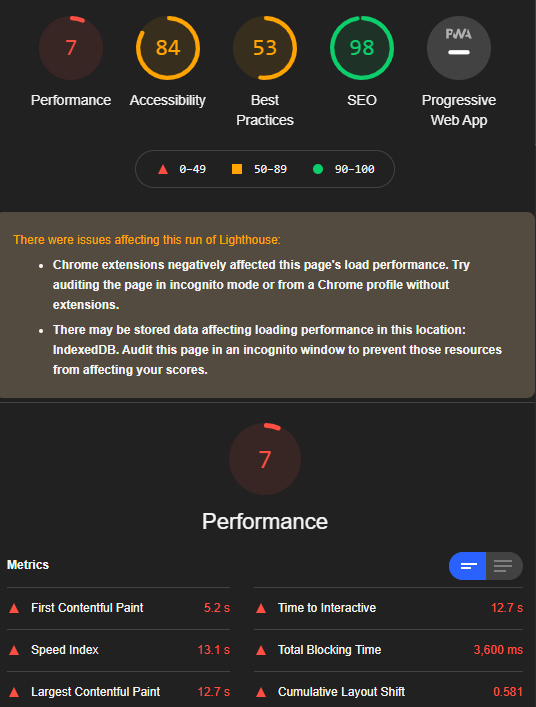 7 84 53 98 PWA
Performance Accessibility Best Practices SEO Progressive Web App
0–49 50–89 90–100
There were issues affecting this run of Lighthouse:
• Chrome extensions negatively affected this page's load performance. Try
auditing the page in incognito mode or from a Chrome profile without
extensions.
• There may be stored data affecting loading performance in this location:
IndexedDB. Audit this page in an incognito window to prevent those resources
from affecting your scores.
7
Performance
Metrics
First Contentful Paint 5.2 s
Time to Interactive 12.7 s
Speed Index 13.1 s
Total Blocking Time 3,600 ms
Largest Contentful Paint 12.7 s
Cumulative Layout Shift 0.581